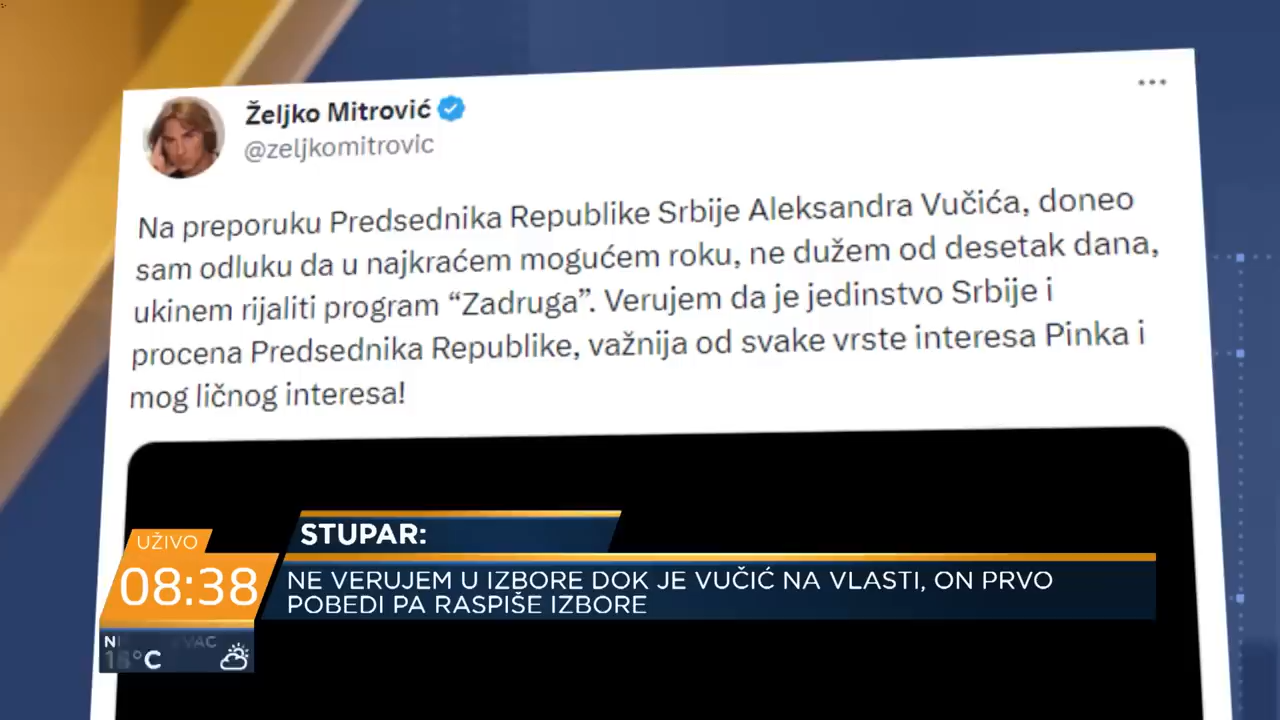 Željko Mitrović
@zeljkomitrovic
Na preporuku Predsednika Republike Srbije Aleksandra Vučića, doneo
sam odluku da u najkraćem mogućem roku, ne dužem od desetak dana,
ukinem rijaliti program “Zadruga”. Verujem da je jedinstvo Srbije i
procena Predsednika Republike, važnija od svake vrste interesa Pinka i
mog ličnog interesa!
STUPAR:
UŽIVO
08:38
NE VERUJEM U IZBORE DOK JE VUČIĆ NA VLASTI, ON PRVO
POBEDI PA RASPIŠE IZBORE
°C